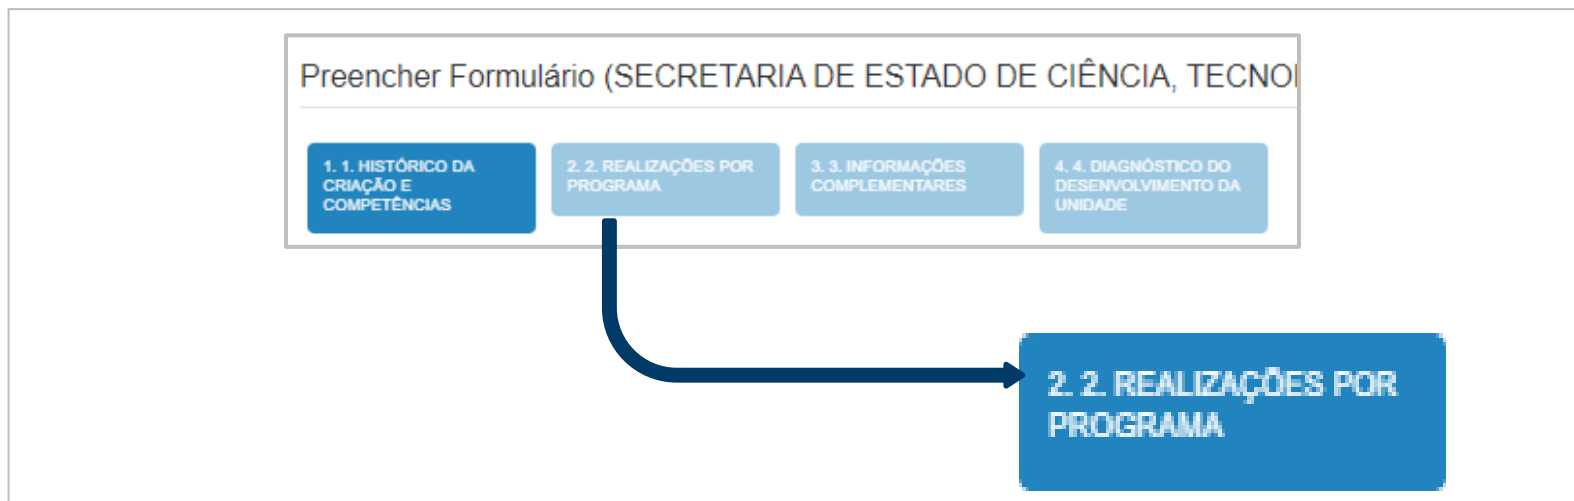 Preencher Formulário (SECRETARIA DE ESTADO DE CIÊNCIA, TECNO
1. 1. HISTÓRICO DA
CRIAÇÃO E
COMPETÊNCIAS
2. 2. REALIZAÇÕES POR
PROGRAMA
3. 3. INFORMAÇÕES
COMPLEMENTARES
4. 4. DIAGNÓSTICO DO
DESENVOLVIMENTO DA
UNIDADE
2. 2. REALIZAÇÕES POR
PROGRAMA